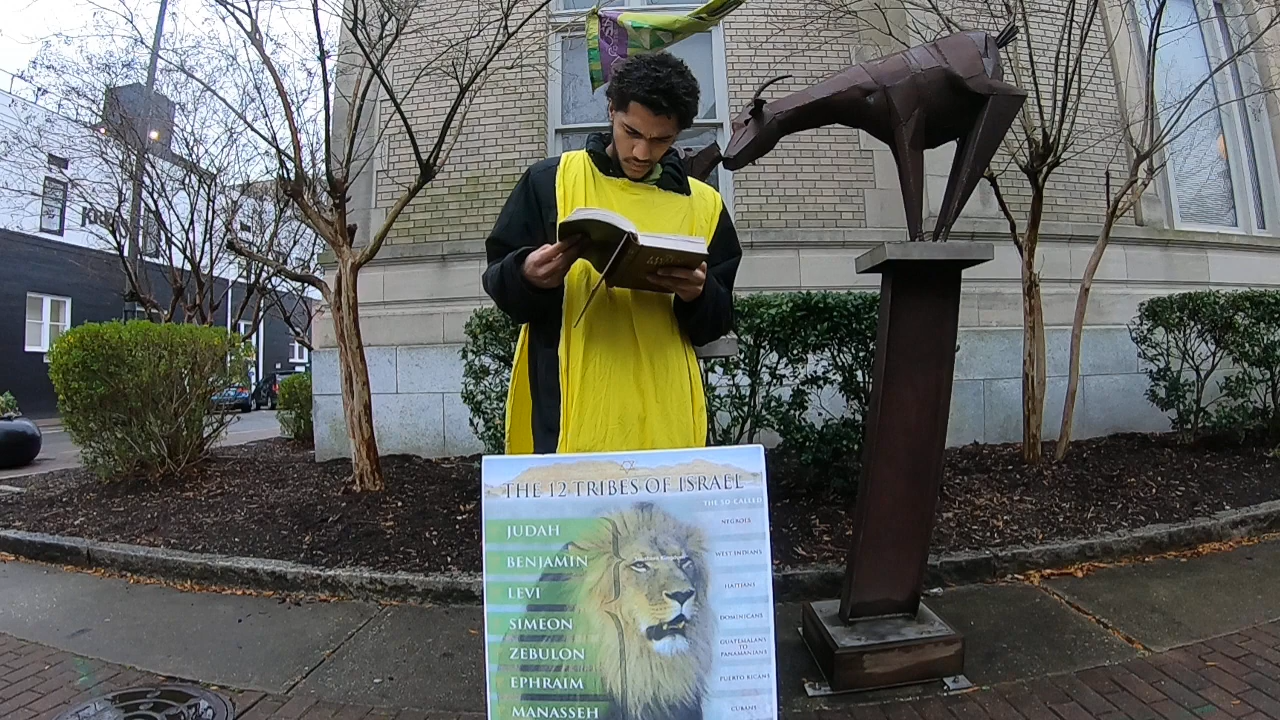 THE 12 TRIBES OF ISRAEL
THE SO CALLED
JUDAH
NEGROES
BENJAMIN
WEST INDIANS
LEVI
HAITIANS
SIMEON
DOMINICANS
ZEBULON
GUATEMALANS
TO
PANAMANIANS
EPHRAIM
PUERTO RICANS
MANASSEH
CUBANS